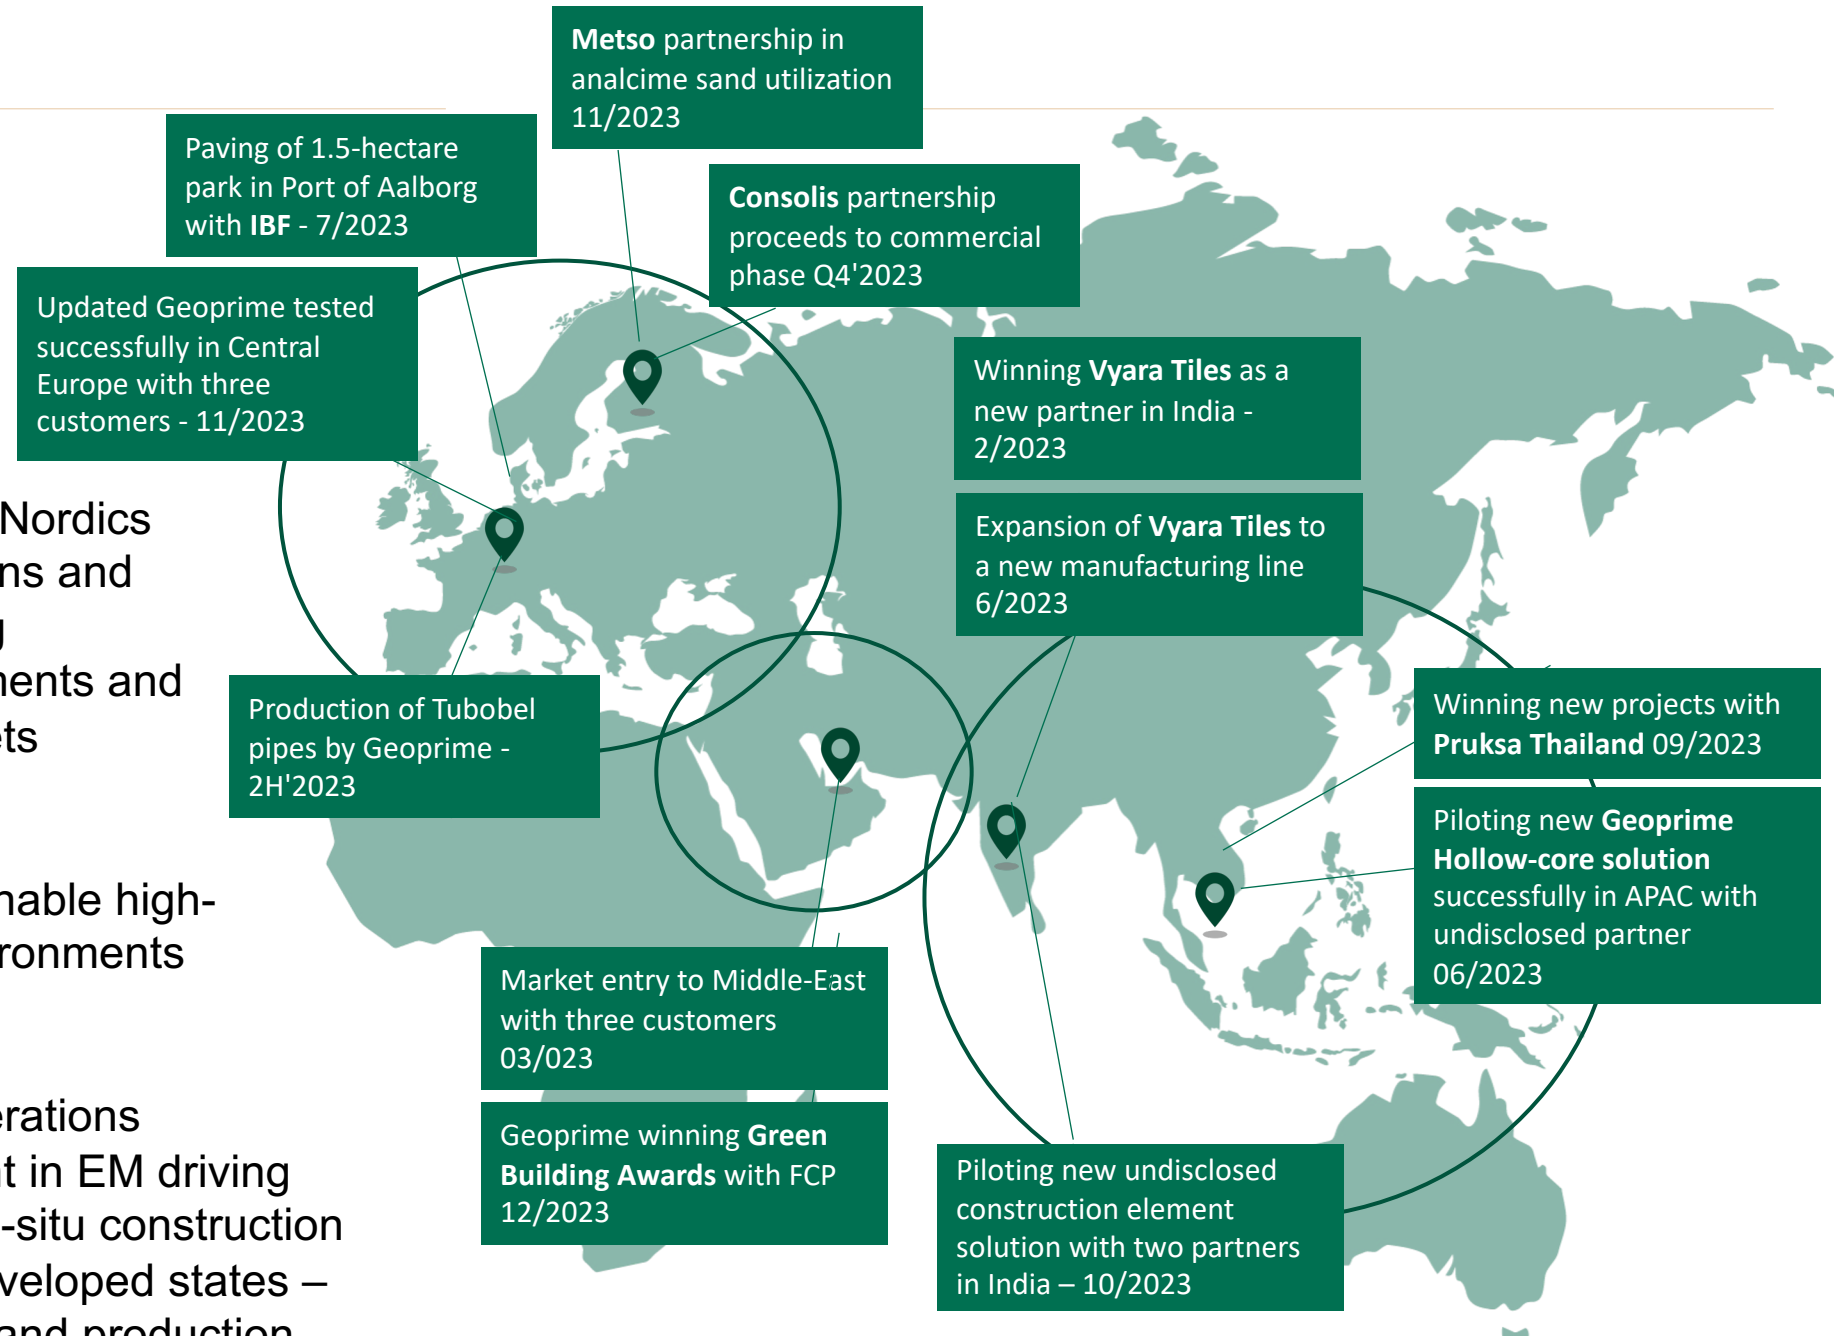 Metso partnership in
analcime sand utilization
11/2023
Paving of 1.5-hectare
park in Port of Aalborg
with IBF - 7/2023
Consolis partnership
proceeds to commercial
phase Q4'2023
Updated Geoprime tested
successfully in Central
Europe with three
customers - 11/2023
Winning Vyara Tiles as a
new partner in India -
2/2023
Expansion of Vyara Tiles to
a new manufacturing line
6/2023
Nordics
ns and
g
nents and
ets
Production of Tubobel
pipes by Geoprime -
2H'2023
Winning new projects with
Pruksa Thailand 09/2023
Piloting new Geoprime
Hollow-core solution
successfully in APAC with
undisclosed partner
06/2023
nable high-
ironments
Market entry to Middle-East
with three customers
03/023
Geoprime winning Green
Building Awards with FCP
12/2023
erations
nt in EM driving
-situ construction
veloped states –
and production
Piloting new undisclosed
construction element
solution with two partners
in India – 10/2023